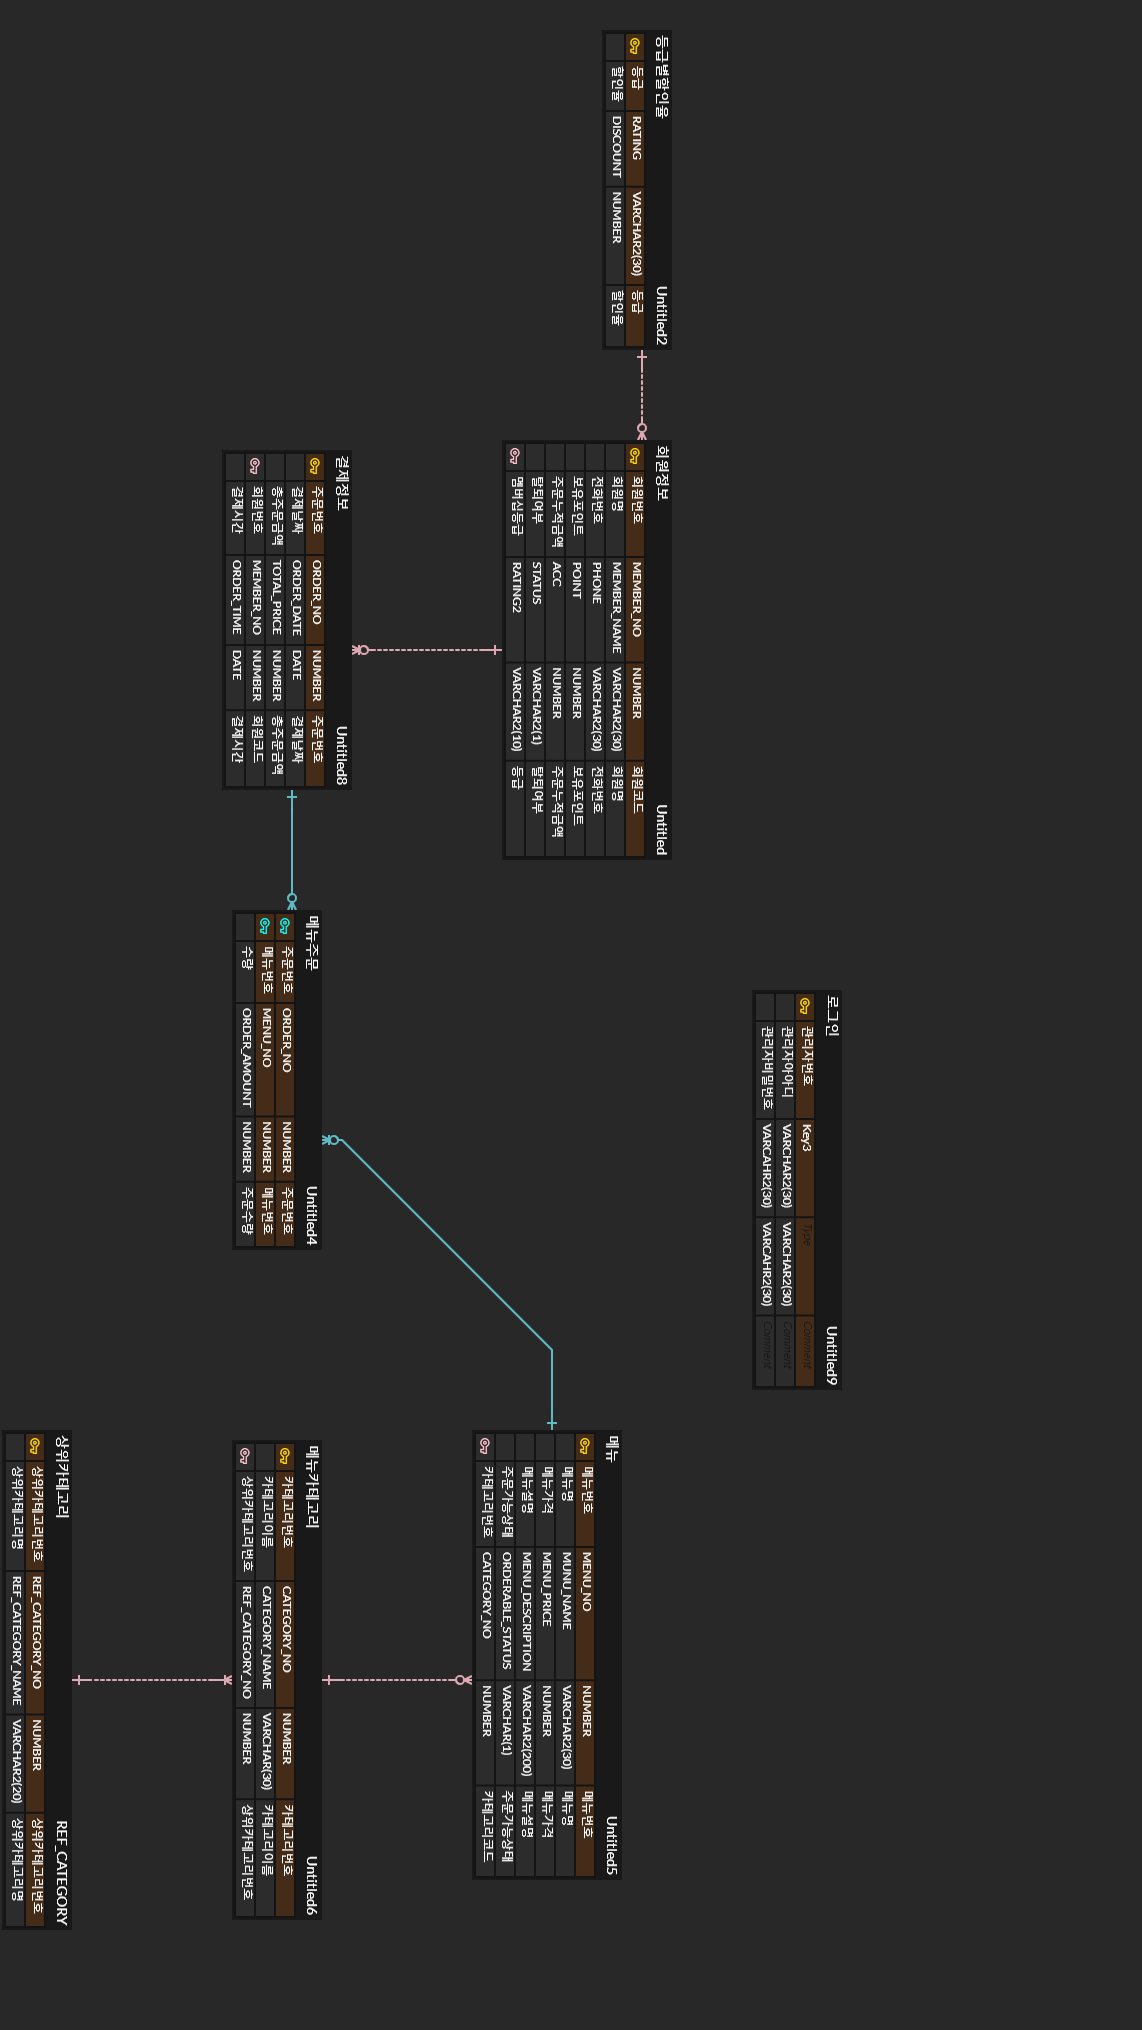 등급별할인율 Untitled2
등급 RATING VARCHAR2(30) 등급
할인율 DISCOUNT NUMBER 할인율
회원정보 Untitled
회원번호 MEMBER_NO NUMBER 회원코드
회원명 MEMBER_NAME VARCHAR2(30) 회원명
전화번호 PHONE VARCHAR2(30) 전화번호
보유포인트 POINT NUMBER 보유포인트
주문누적금액 ACC NUMBER 주문누적금액
탈퇴여부 STATUS VARCHAR2(1) 탈퇴여부
멤버십등급 RATING2 VARCHAR2(10) 등급
로그인 Untitled9
관리자번호 Key3 Type Comment
관리자아아디 VARCHAR2(30) VARCHAR2(30) Comment
관리자비밀번호 VARCAHR2(30) VARCAHR2(30) Comment
메뉴 Untitled5
메뉴번호 MENU_NO NUMBER 메뉴번호
메뉴명 MUNU_NAME VARCHAR2(30) 메뉴명
메뉴가격 MENU_PRICE NUMBER 메뉴가격
메뉴설명 MENU_DESCRIPTION VARCHAR2(200) 메뉴설명
주문가능상태 ORDERABLE_STATUS VARCHAR(1) 주문가능상태
카테고리번호 CATEGORY_NO NUMBER 카테고리코드
결제정보 Untitled8
주문번호 ORDER_NO NUMBER 주문번호
결제날짜 ORDER_DATE DATE 결제날짜
총주문금액 TOTAL_PRICE NUMBER 총주문금액
회원번호 MEMBER_NO NUMBER 회원코드
결제시간 ORDER_TIME DATE 결제시간
메뉴주문 Untitled4
주문번호 ORDER_NO NUMBER 주문번호
메뉴번호 MENU_NO NUMBER 메뉴번호
수량 ORDER_AMOUNT NUMBER 주문수량
메뉴카테고리 Untitled6
카테고리번호 CATEGORY_NO NUMBER 카테고리번호
카테고리이름 CATEGORY_NAME VARCHAR(30) 카테고리이름
상위카테고리번호 REF_CATEGORY_NO NUMBER 상위카테고리번호
상위카테고리 REF_CATEGORY
상위카테고리번호 REF_CATEGORY_NO NUMBER 상위카테고리번호
상위카테고리명 REF_CATEGORY_NAME VARCHAR2(20) 상위카테고리명